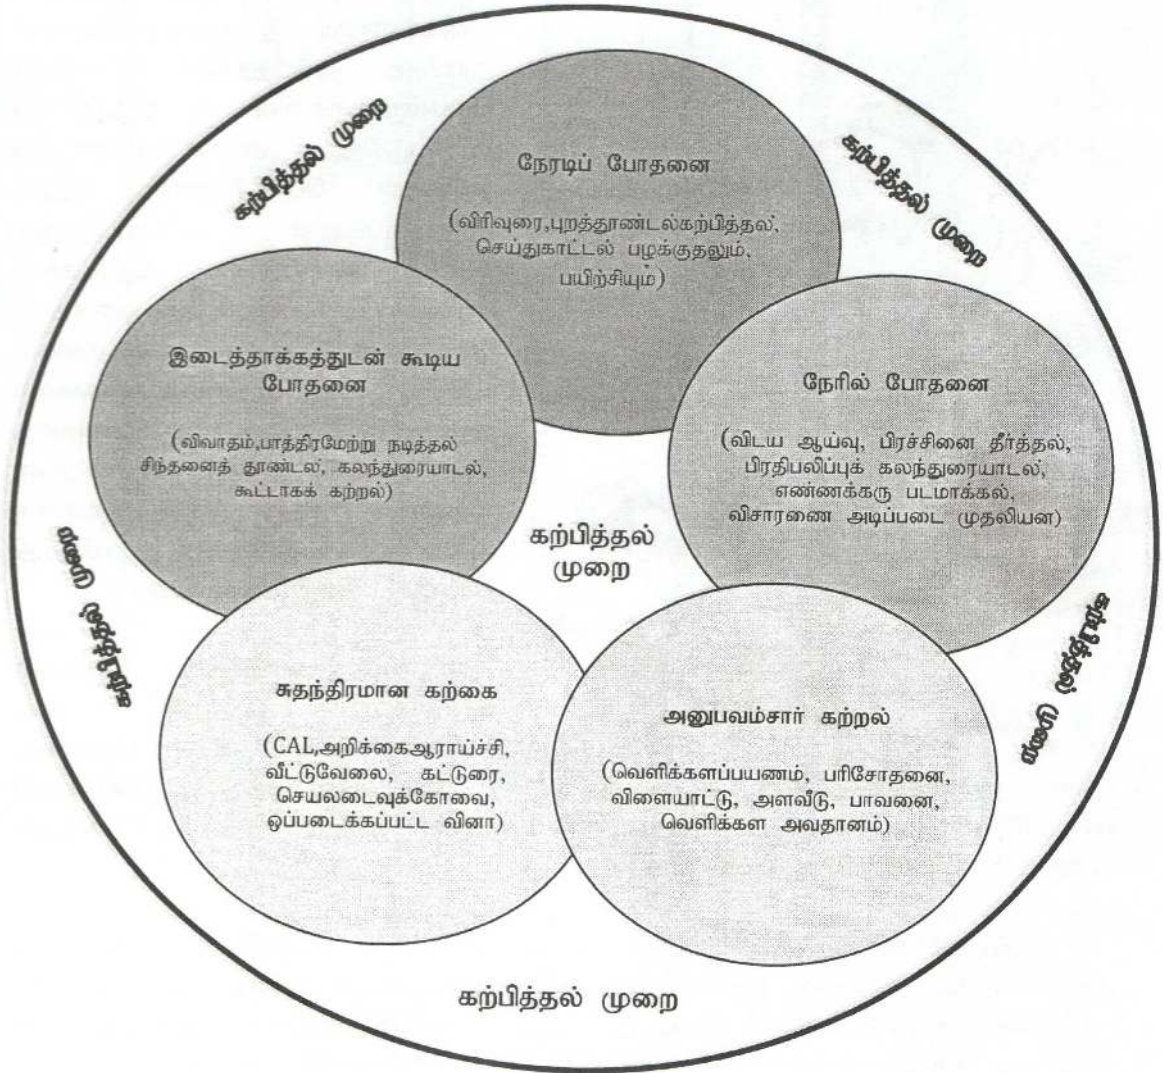 கற்பித்தல் முறை
கற்பித்தல் முறை
நேரடிப் போதனை
(விரிவுரை,புறத்தூண்டல்கற்பித்தல்,
செய்துகாட்டல் பழக்குதலும்,
பயிற்சியும்)
இடைத்தாக்கத்துடன் கூடிய
போதனை
(விவாதம்,பாத்திரமேற்று நடித்தல்
சிந்தனைத் தூண்டல், கலந்துரையாடல்,
கூட்டாகக் கற்றல்)
நேரில் போதனை
(விடய ஆய்வு, பிரச்சினை தீர்த்தல்,
பிரதிபலிப்புக் கலந்துரையாடல்,
எண்ணக்கரு படமாக்கல்,
விசாரணை அடிப்படை முதலியன)
கற்பித்தல்
முறை
கற்பித்தல் முறை
கற்பித்தல் முறை
சுதந்திரமான கற்கை
(CAL,அறிக்கைஆராய்ச்சி,
வீட்டுவேலை, கட்டுரை,
செயலடைவுக்கோவை,
ஒப்படைக்கப்பட்ட வினா)
அனுபவம்சார் கற்றல்
(வெளிக்களப்பயணம், பரிசோதனை,
விளையாட்டு, அளவீடு, பாவனை,
வெளிக்கள அவதானம்)
கற்பித்தல் முறை